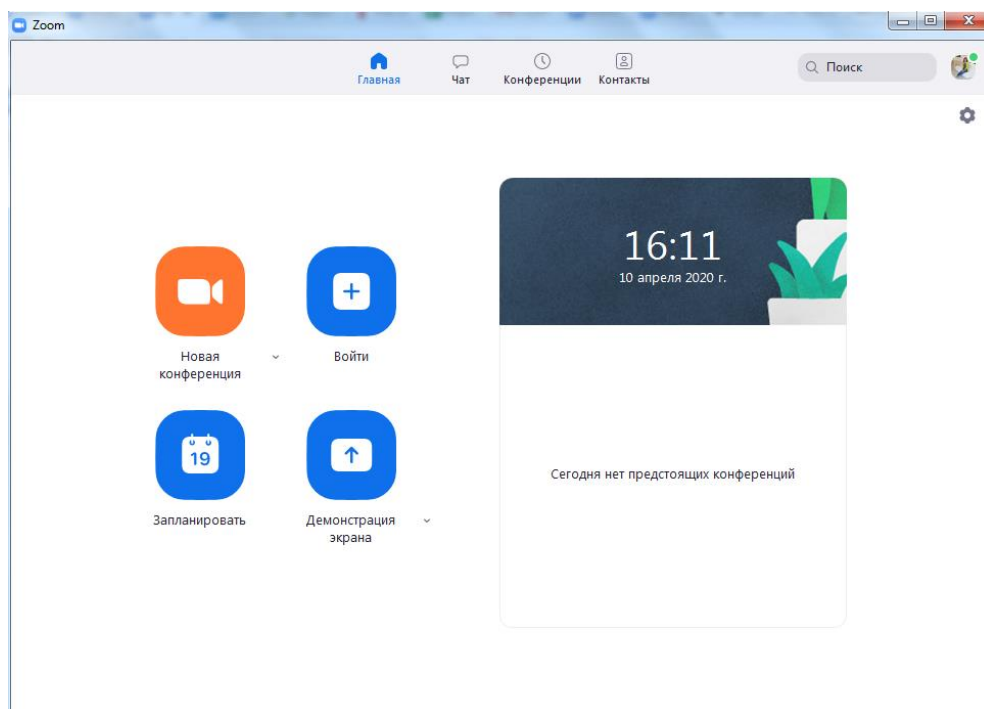 Zoom
Главная
Чат
Конференции
Контакты
Поиск
16:11
10 апреля 2020 г.
Новая
конференция
Войти
19
Запланировать
Демонстрация
экрана
Сегодня нет предстоящих конференций